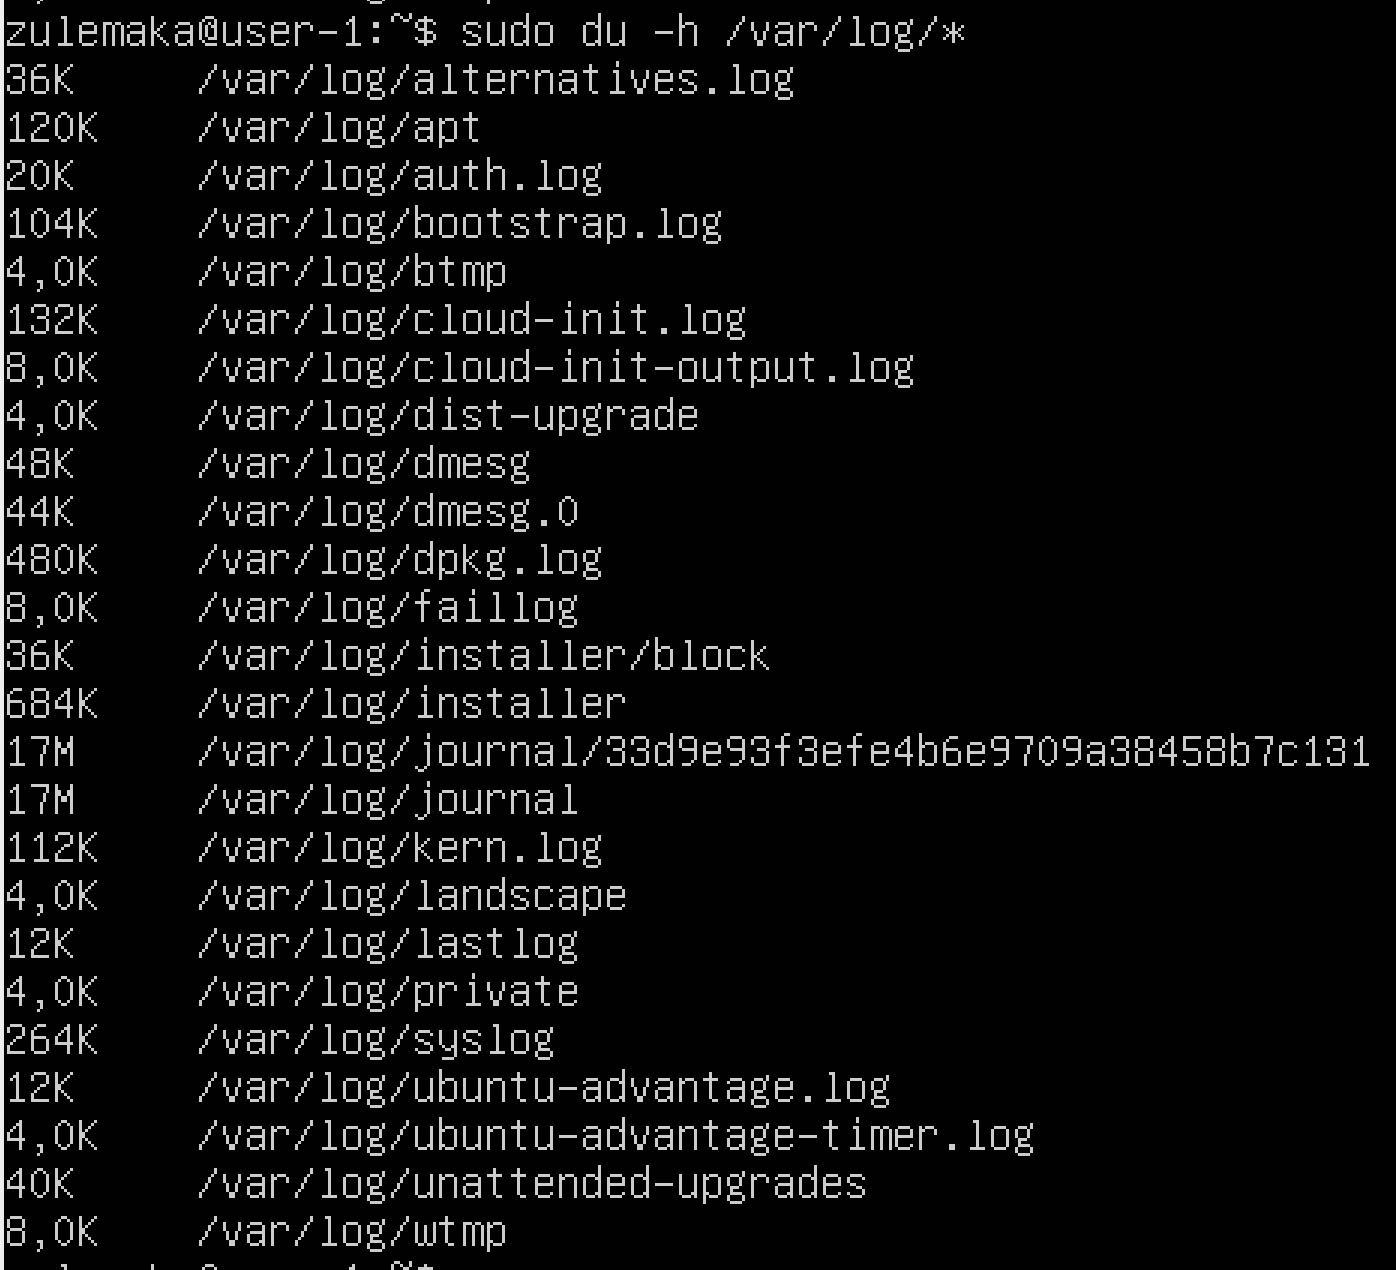 zulemaka@user-1:~$ sudo du -h /var/log/*
36K /var/log/alternatives.log
120K /var/log/apt
20K /var/log/auth.log
104K /var/log/bootstrap.log
4,0K /var/log/btmp
132K /var/log/cloud-init.log
8,0K /var/log/cloud-init-output.log
4,0K /var/log/dist-upgrade
48K /var/log/dmesg
44K /var/log/dmesg.0
480K /var/log/dpkg.log
8,0K /var/log/faillog
36K /var/log/installer/block
684K /var/log/installer
17M /var/log/journal/33d9e93f3efe4b6e9709a38458b7c131
17M /var/log/journal
112K /var/log/kern.log
4,0K /var/log/landscape
12K /var/log/lastlog
4,0K /var/log/private
264K /var/log/syslog
12K /var/log/ubuntu-advantage.log
4,0K /var/log/ubuntu-advantage-timer.log
40K /var/log/unattended-upgrades
8,0K /var/log/wtmp